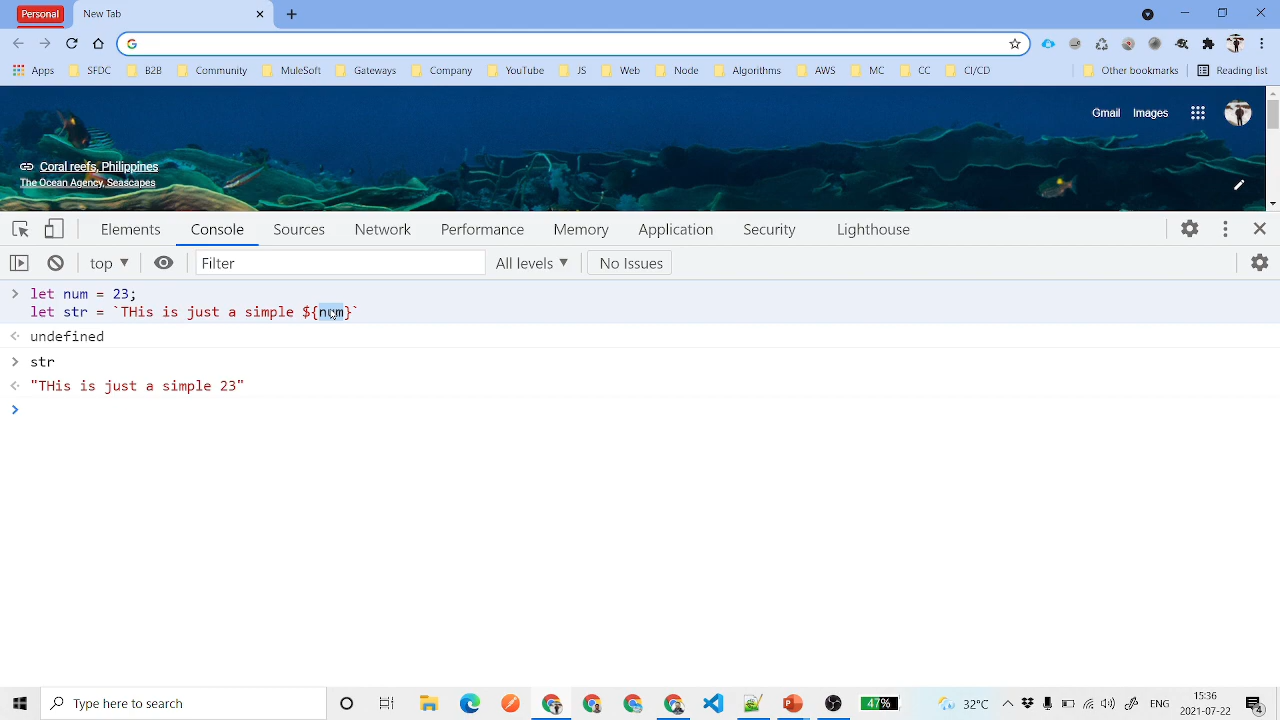 Personal
New Tab
Apps SFDC B2B Community MuleSoft Gateways Company YouTube JS Web Node Algorithms AWS MC CC CI/CD Other bookmarks Reading list
Gmail Images
Coral reefs, Philippines
The Ocean Agency, Seascapes
Elements Console Sources Network Performance Memory Application Security Lighthouse
top Filter All levels No Issues
let num = 23;
let str = `THis is just a simple ${num}`
undefined
str
"THis is just a simple 23"
Type here to search
47%
32°C
ENG
15:36
2021-07-22
4